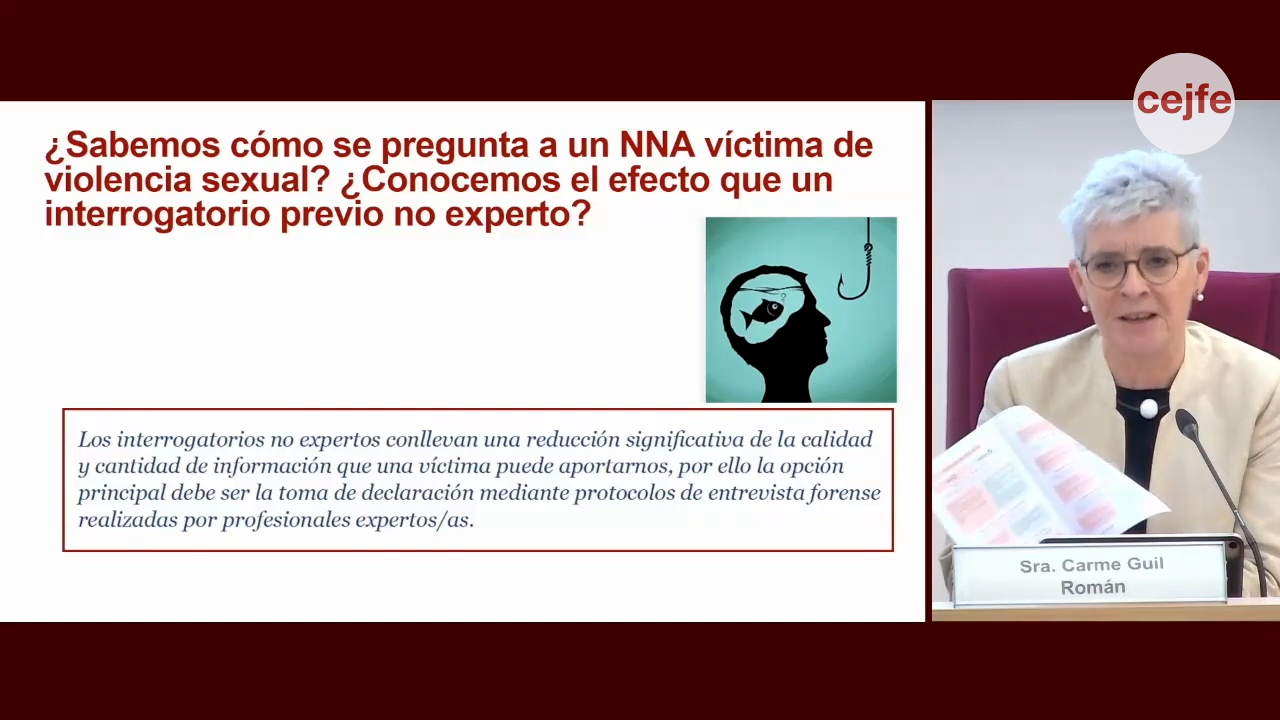 cejfe
¿Sabemos cómo se pregunta a un NNA víctima de
violencia sexual? ¿Conocemos el efecto que un
interrogatorio previo no experto?
Los interrogatorios no expertos conllevan una reducción significativa de la calidad
y cantidad de información que una víctima puede aportarnos, por ello la opción
principal debe ser la toma de declaración mediante protocolos de entrevista forense
realizadas por profesionales expertos/as.
Sra. Carme Guil
Román